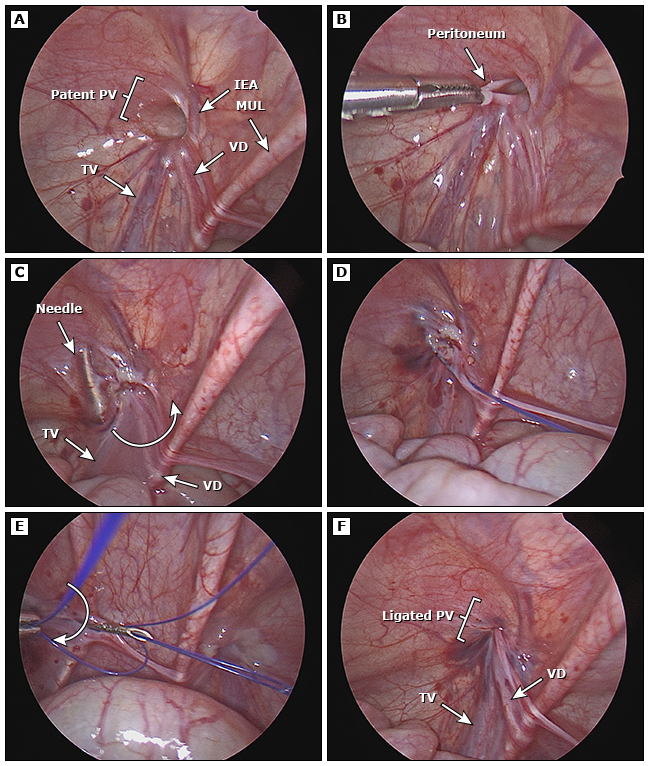 A
Patent PV
IEA
MUL
VD
TV
B
Peritoneum
C
Needle
TV
VD
D
E
F
Ligated PV
VD
TV